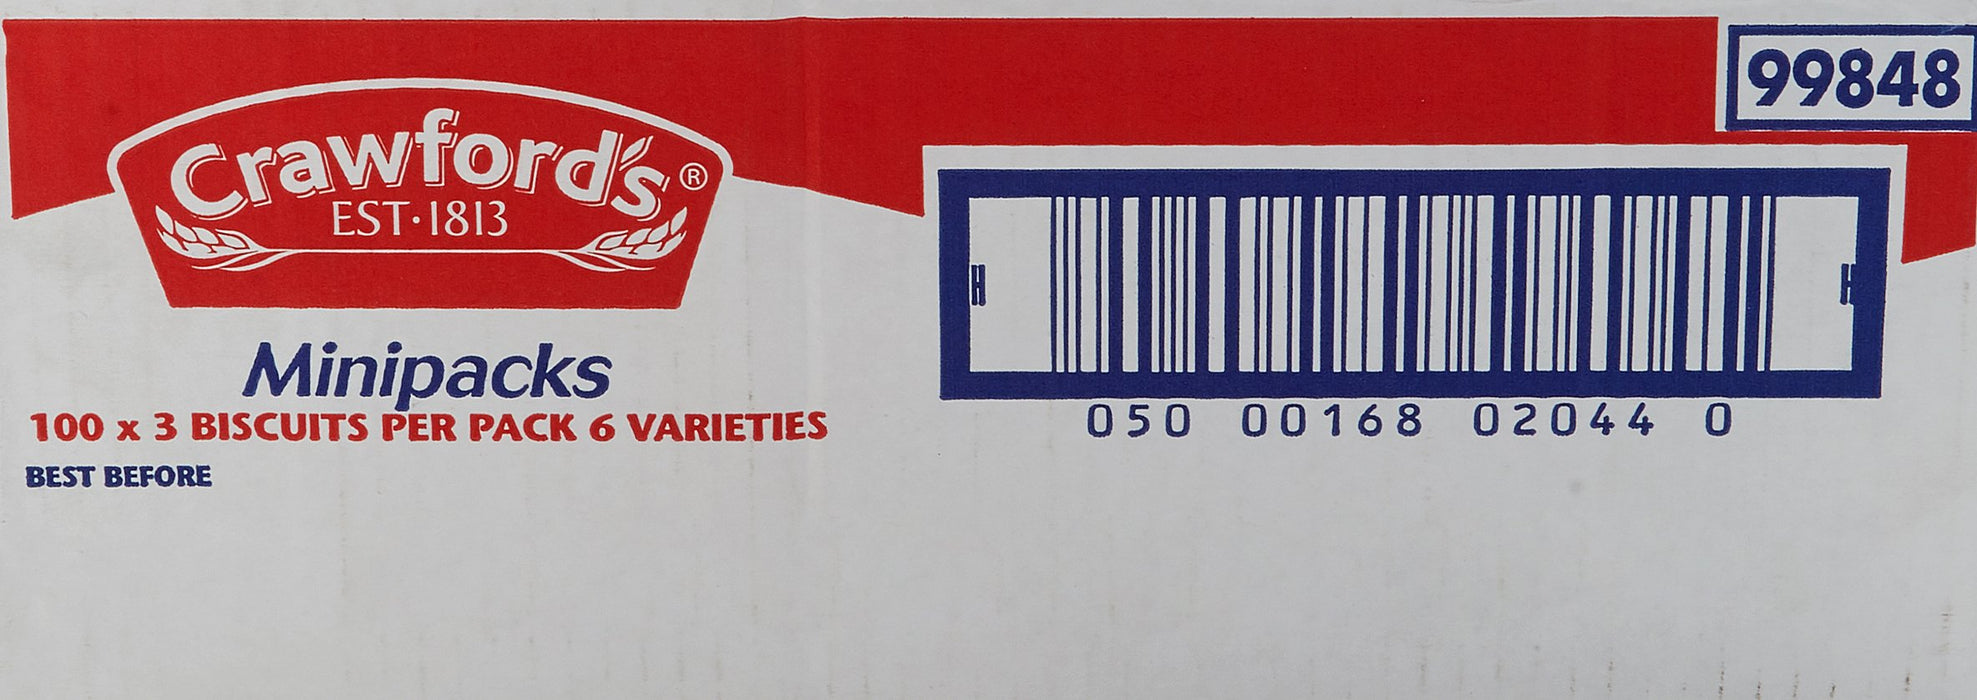 Crawford's®
EST·1813
Minipacks
100 x 3 BISCUITS PER PACK 6 VARIETIES
BEST BEFORE
99848
H H
050 00168 02044 0